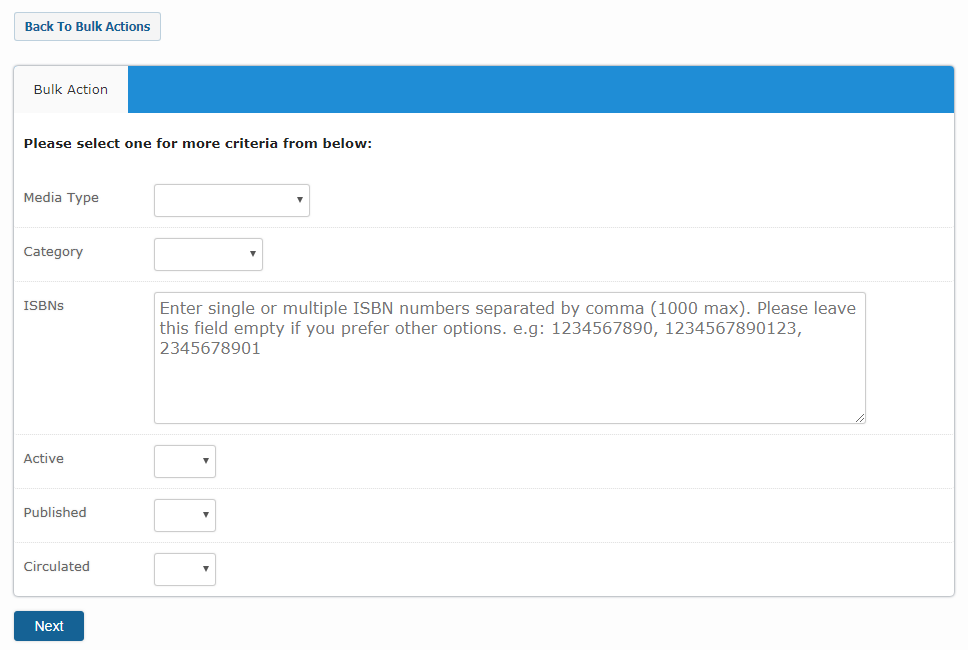 Back To Bulk Actions
Bulk Action
Please select one for more criteria from below:
Media Type
Category
ISBNs
Enter single or multiple ISBN numbers separated by comma (1000 max). Please leave
this field empty if you prefer other options. e.g: 1234567890, 1234567890123,
2345678901
Active
Published
Circulated
Next